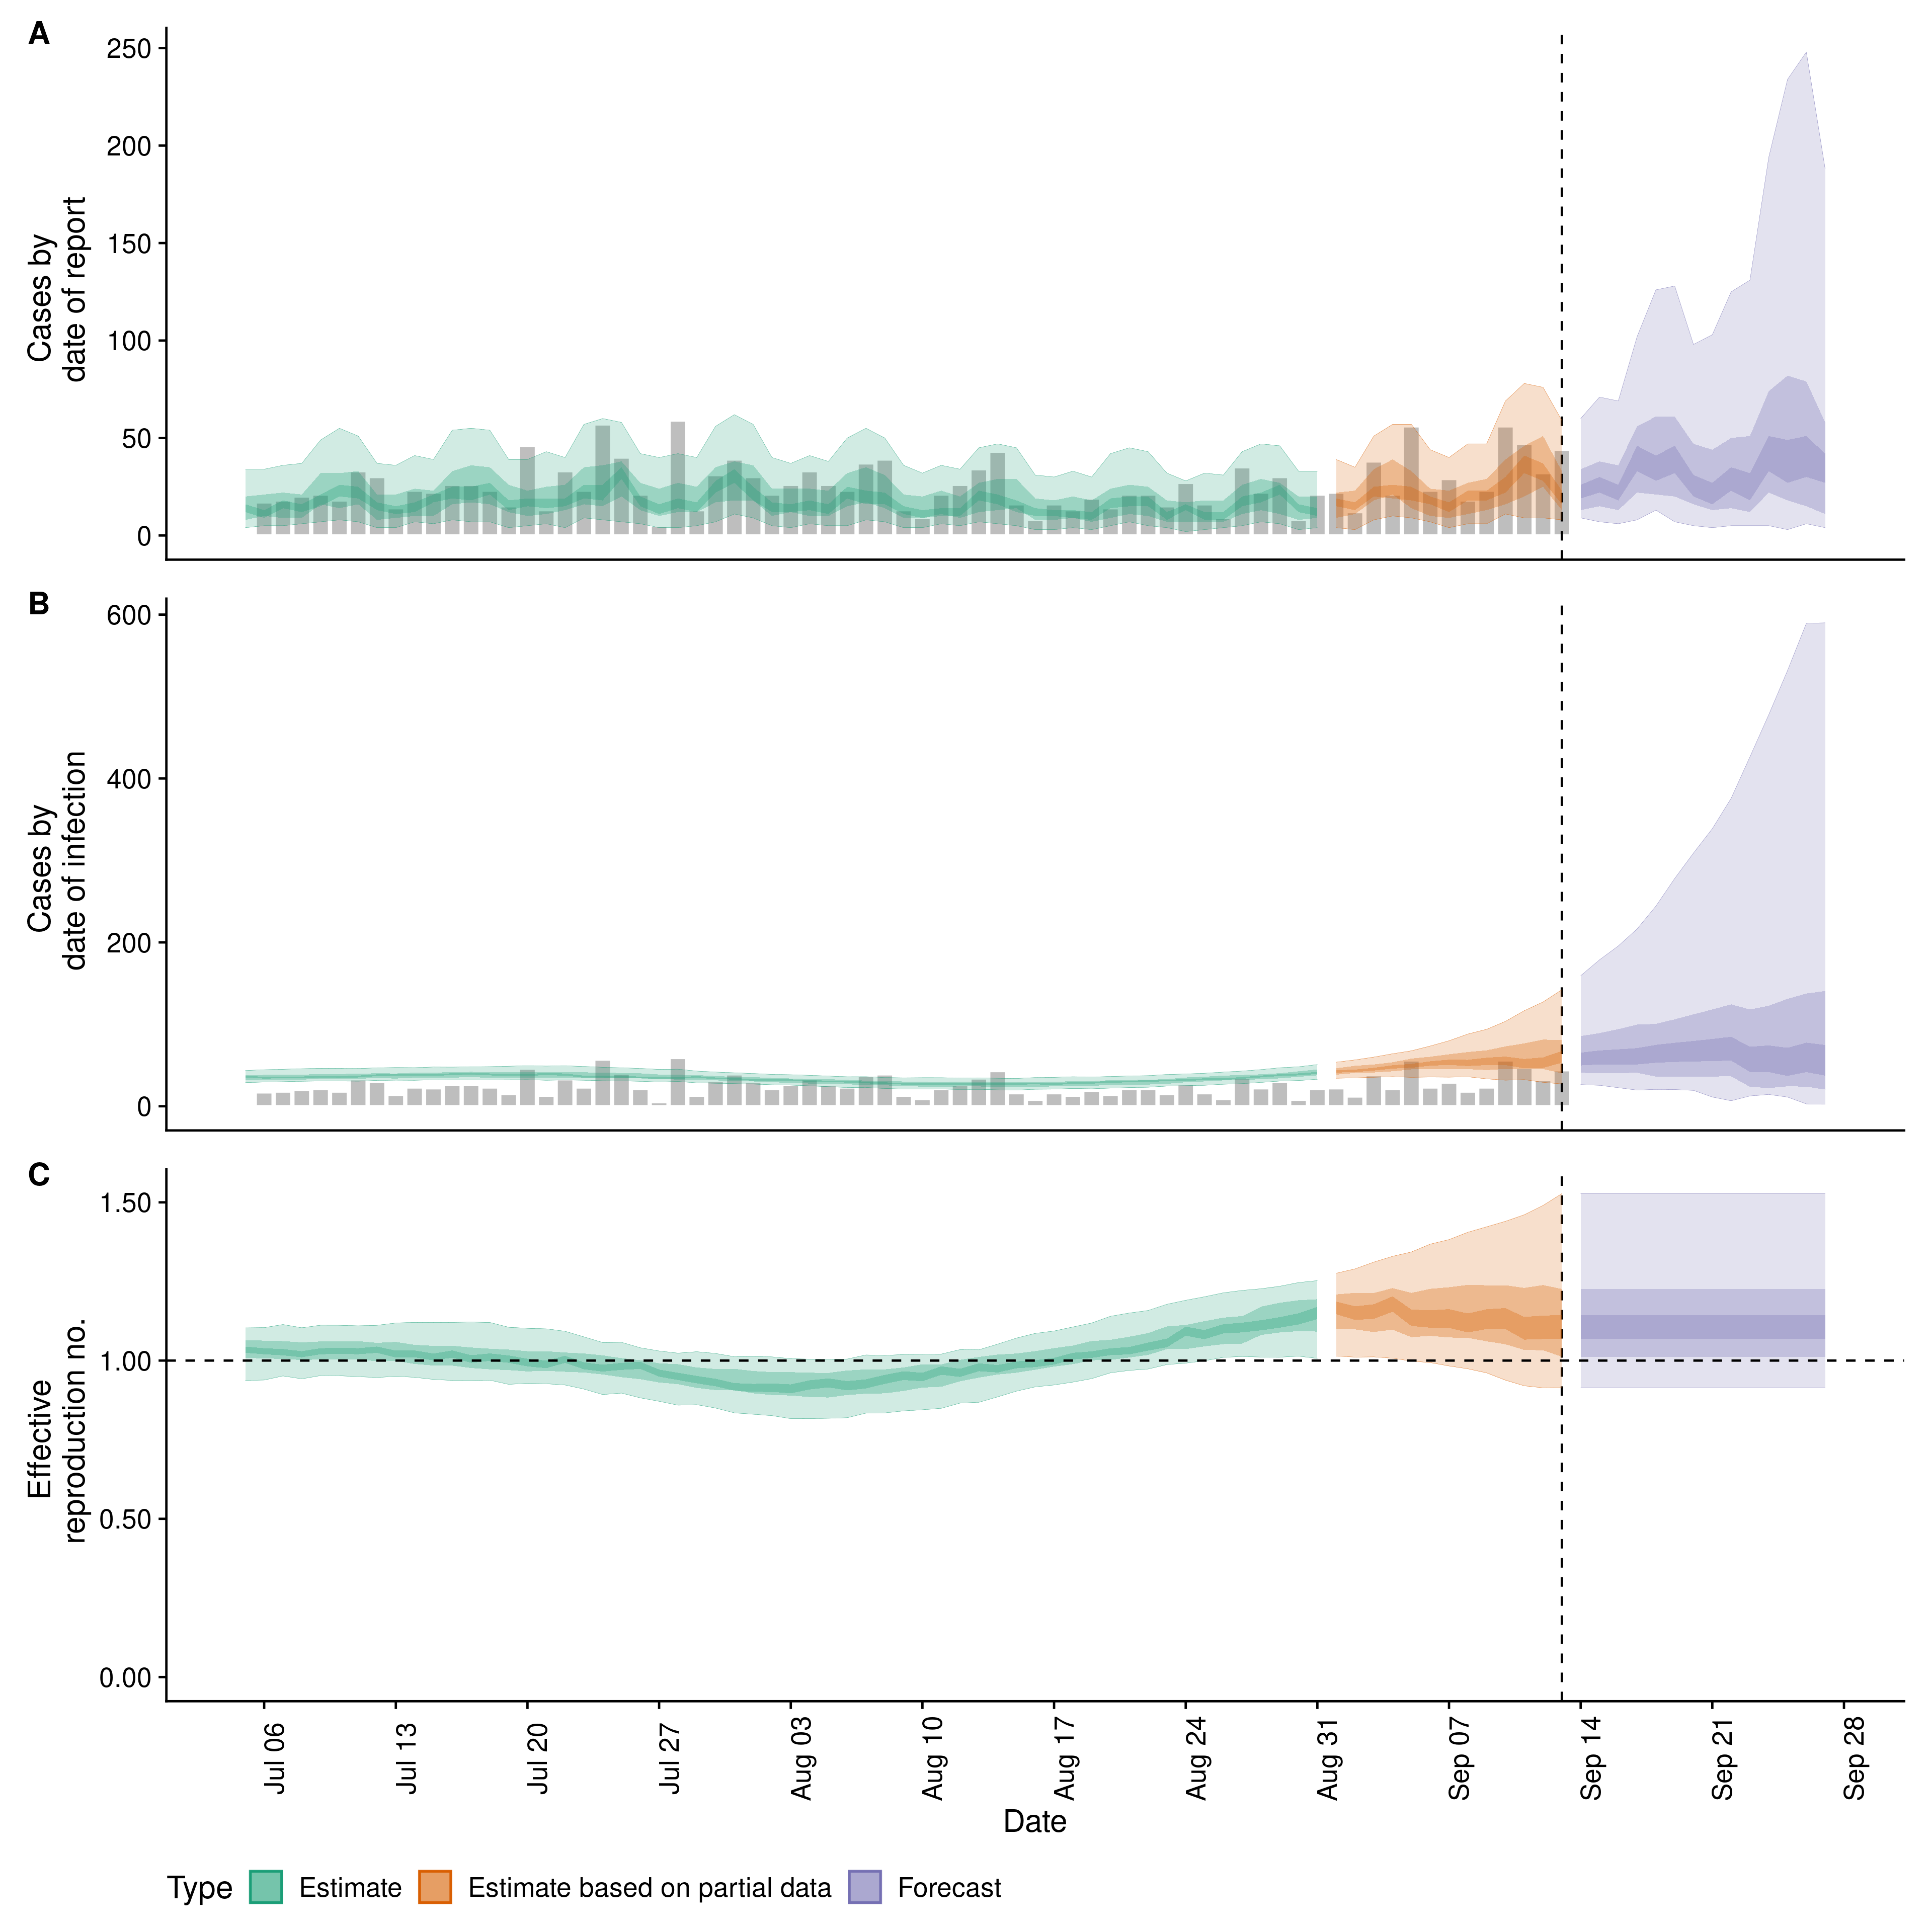 A
250
200
150
100
50
0
Cases by
date of report
B
600
400
200
0
Cases by
date of infection
C
1.50
1.00
0.50
0.00
Effective
reproduction no.
Jul 06
Jul 13
Jul 20
Jul 27
Aug 03
Aug 10
Aug 17
Aug 24
Aug 31
Sep 07
Sep 14
Sep 21
Sep 28
Date
Type Estimate Estimate based on partial data Forecast